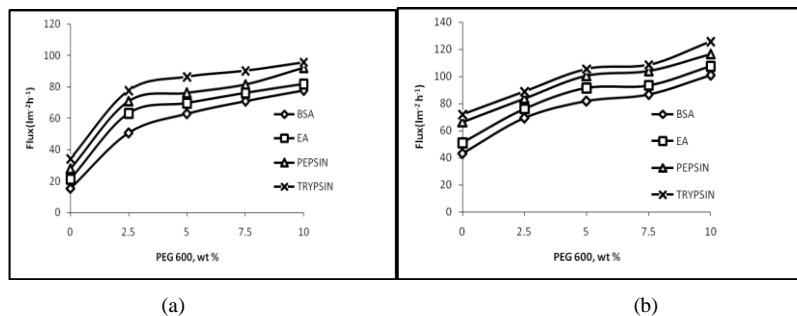 120
100
80
60
40
20
0
Flux(lm⁻²h⁻¹)
BSA
EA
PEPSIN
TRYPSIN
0 2.5 5 7.5 10
PEG 600, wt %
(a)
140
120
100
80
60
40
20
0
Flux(lm⁻²h⁻¹)
BSA
EA
PEPSIN
TRYPSIN
0 2.5 5 7.5 10
PEG 600, wt %
(b)